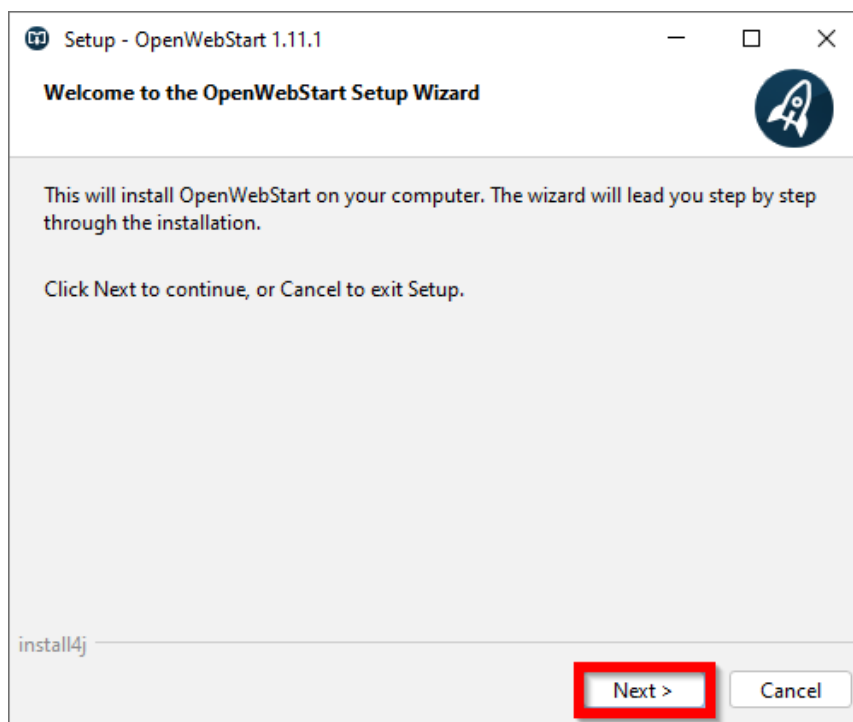 Setup - OpenWebStart 1.11.1
Welcome to the OpenWebStart Setup Wizard
This will install OpenWebStart on your computer. The wizard will lead you step by step
through the installation.
Click Next to continue, or Cancel to exit Setup.
install4j
Next >
Cancel